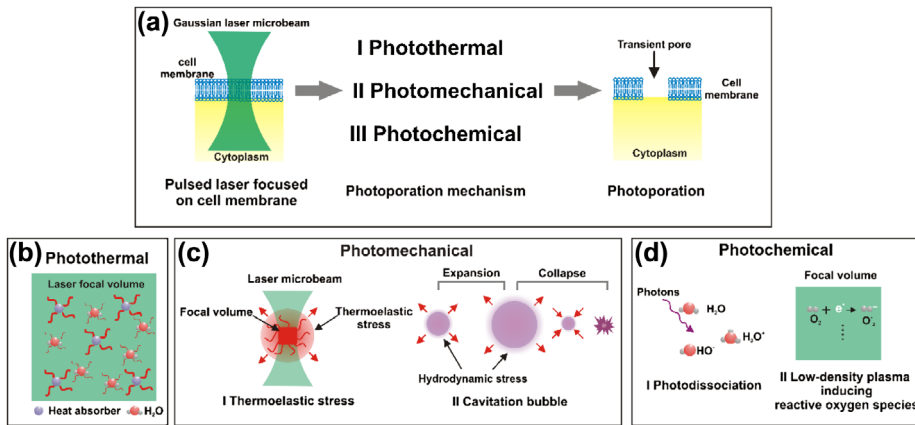 (a)
Gaussian laser microbeam
cell
membrane
Cytoplasm
Pulsed laser focused
on cell membrane
I Photothermal
II Photomechanical
III Photochemical
Photoporation mechanism
Transient pore
Cell
membrane
Cytoplasm
Photoporation
(b)
Photothermal
Laser focal volume
Heat absorber
H₂O
(c)
Photomechanical
Laser microbeam
Focal volume
Thermoelastic
stress
I Thermoelastic stress
Expansion
Collapse
Hydrodynamic stress
II Cavitation bubble
(d)
Photochemical
Photons
H₂O
H₃O⁺
HO⁻
I Photodissociation
Focal volume
O₂ + e⁻ → O₂
II Low-density plasma
inducing
reactive oxygen species